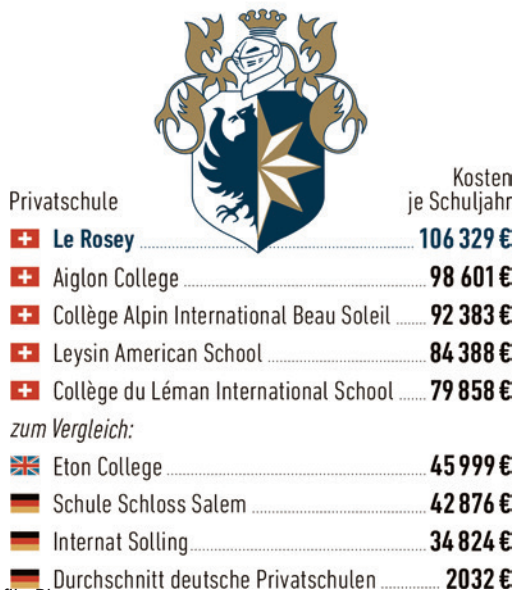 Kosten
Privatschule je Schuljahr
Le Rosey 106 329 €
Aiglon College 98 601 €
Collège Alpin International Beau Soleil 92 383 €
Leysin American School 84 388 €
Collège du Léman International School 79 858 €
zum Vergleich:
Eton College 45 999 €
Schule Schloss Salem 42 876 €
Internat Solling 34 824 €
Durchschnitt deutsche Privatschulen 2032 €